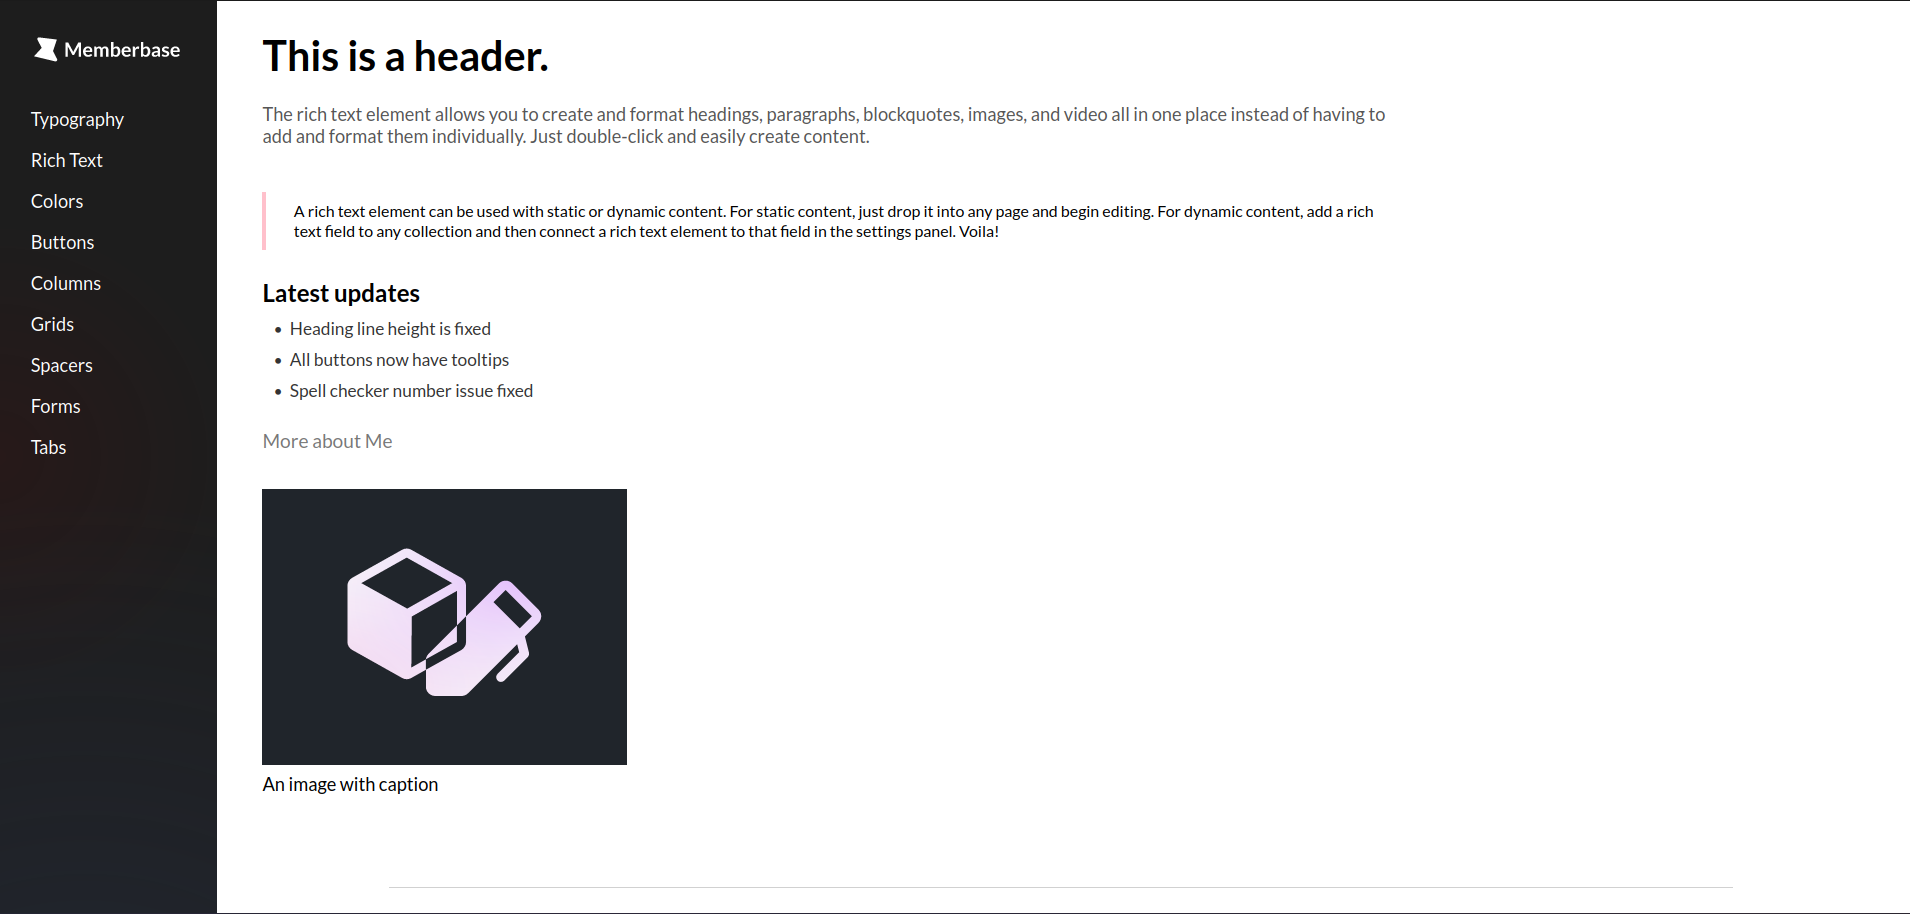 Memberbase
Typography
Rich Text
Colors
Buttons
Columns
Grids
Spacers
Forms
Tabs
This is a header.
The rich text element allows you to create and format headings, paragraphs, blockquotes, images, and video all in one place instead of having to
add and format them individually. Just double-click and easily create content.
A rich text element can be used with static or dynamic content. For static content, just drop it into any page and begin editing. For dynamic content, add a rich
text field to any collection and then connect a rich text element to that field in the settings panel. Voila!
Latest updates
• Heading line height is fixed
• All buttons now have tooltips
• Spell checker number issue fixed
More about Me
An image with caption